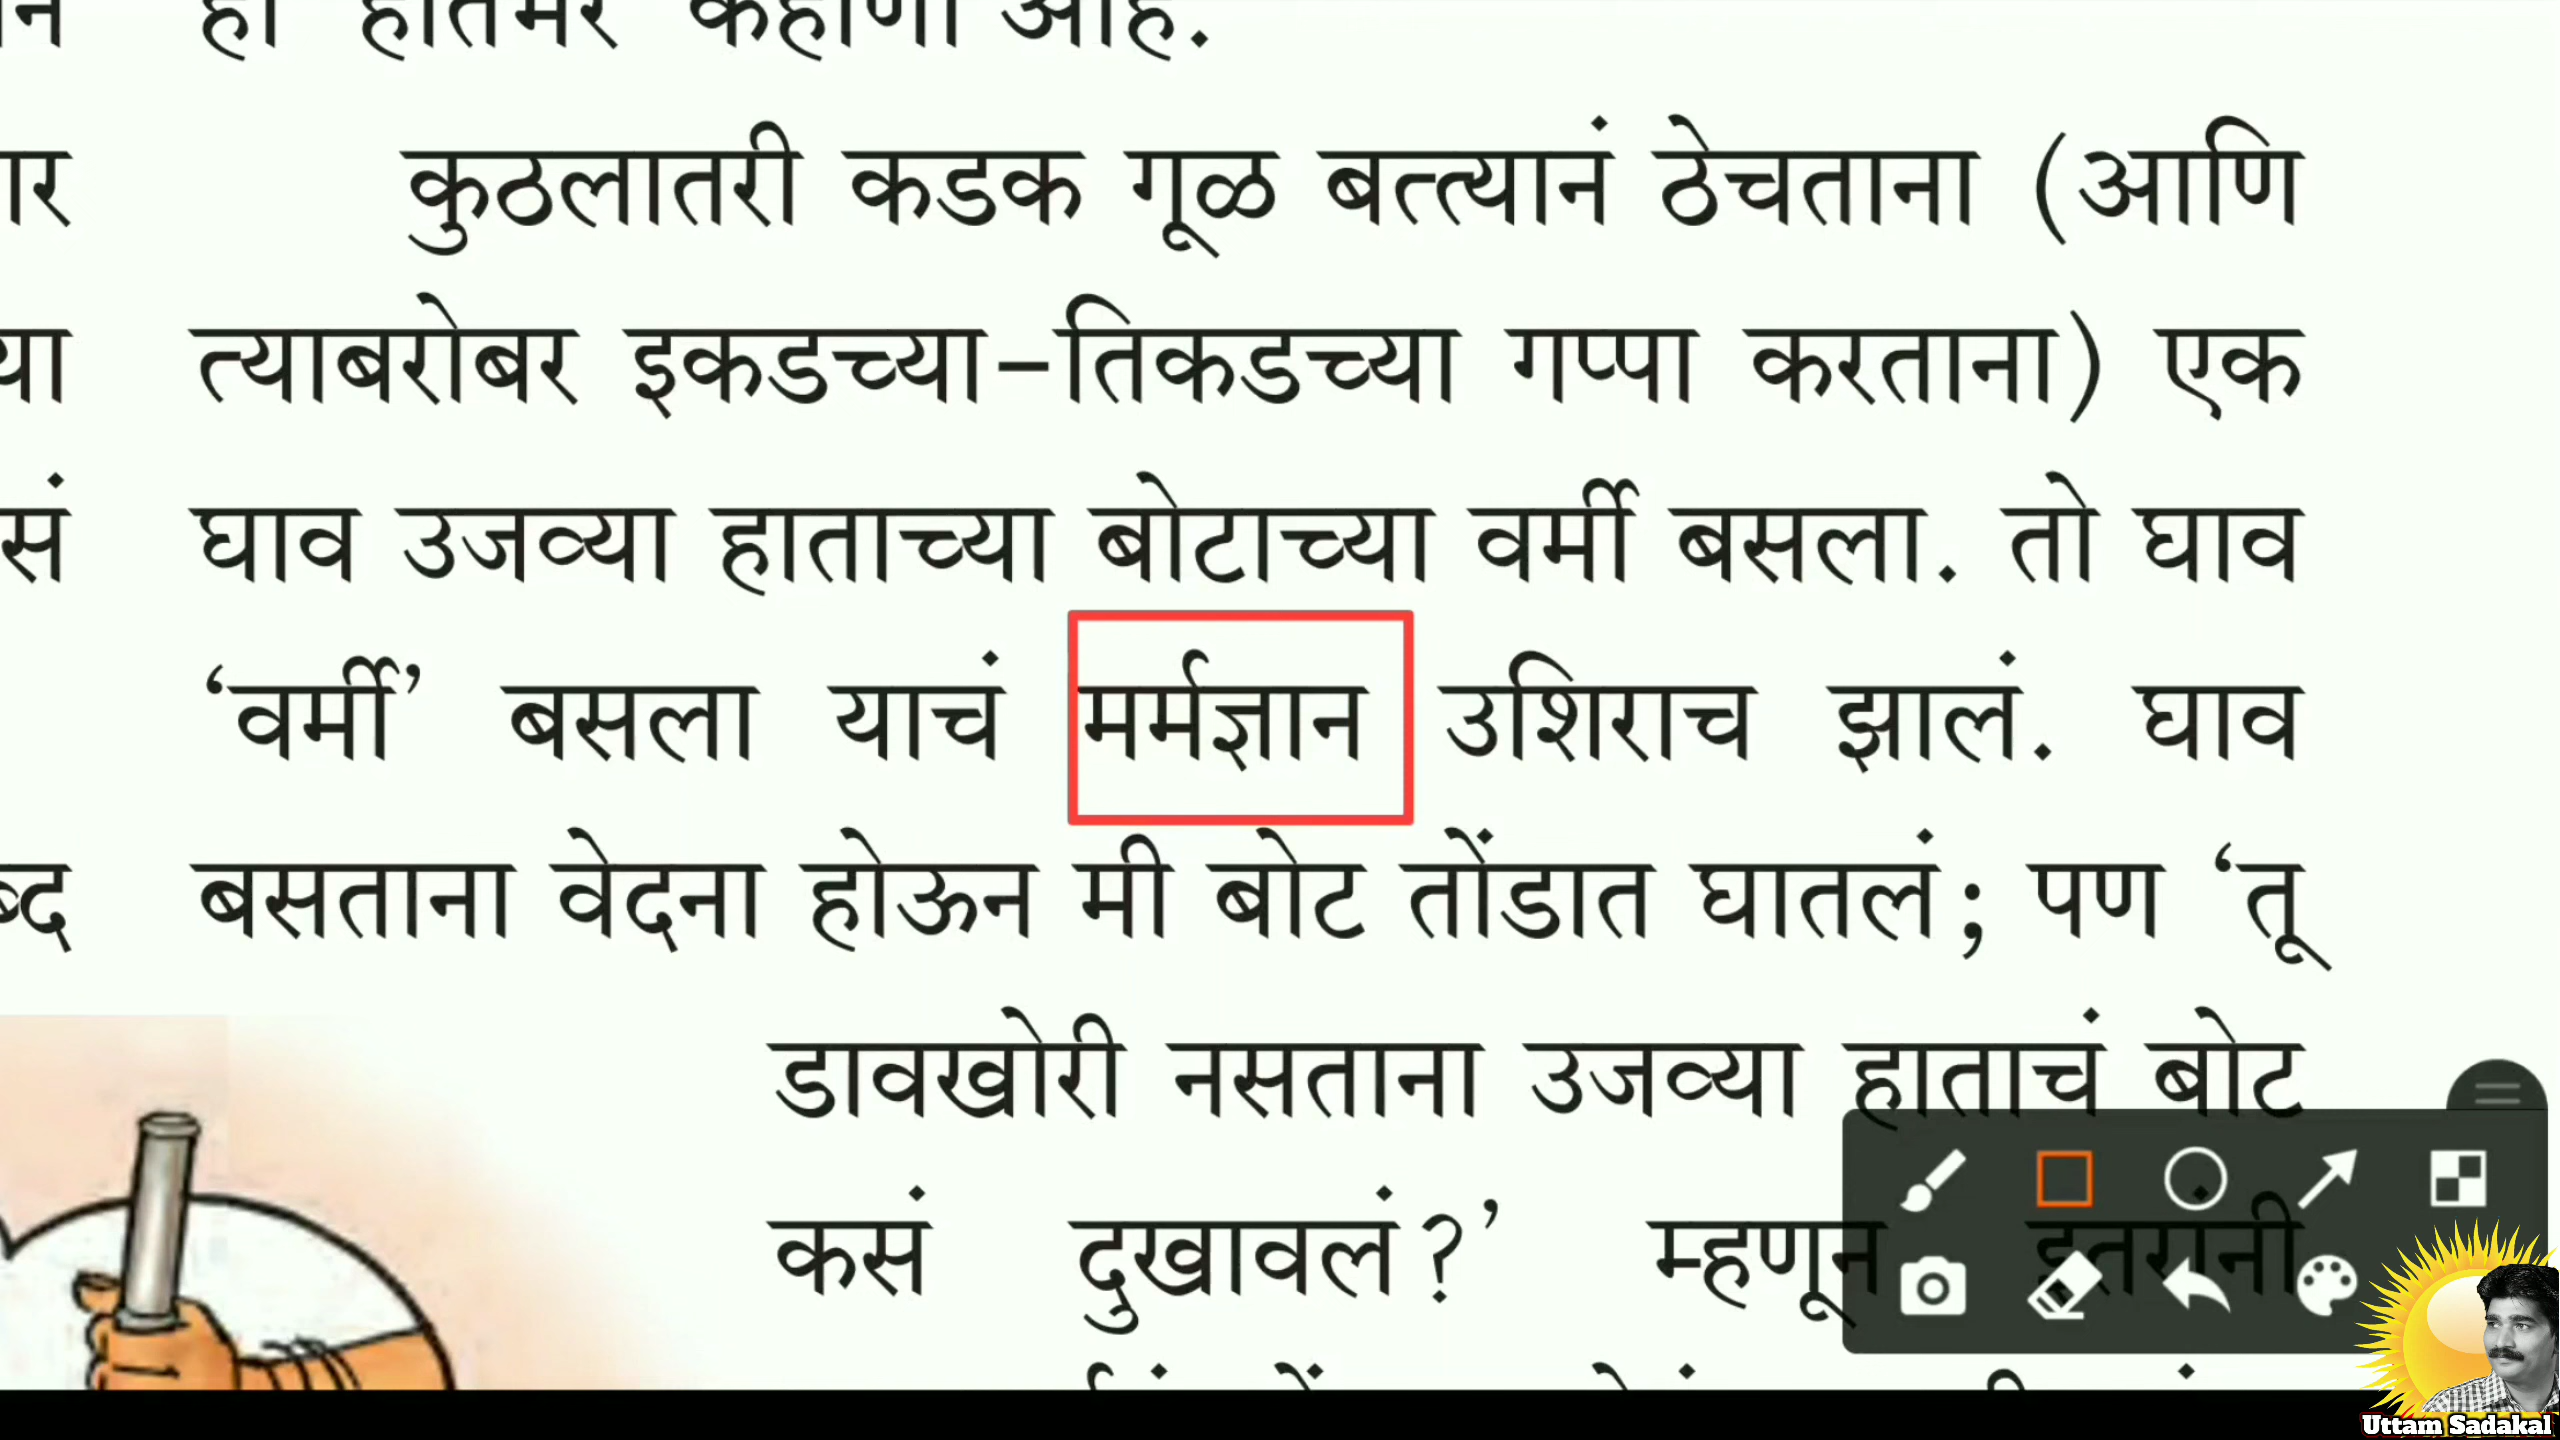 कुठलातरी कडक गूळ बत्त्यानं ठेचताना (आणि
त्याबरोबर इकडच्या-तिकडच्या गप्पा करताना) एक
घाव उजव्या हाताच्या बोटाच्या वर्मी बसला. तो घाव
‘वर्मी’ बसला याचं मर्मज्ञान उशिराच झालं. घाव
बसताना वेदना होऊन मी बोट तोंडात घातलं; पण ‘तू
डावखोरी नसताना उजव्या हाताचं बोट
कसं दुखावलं?’ म्हणून इतरांनी
Uttam Sadakal